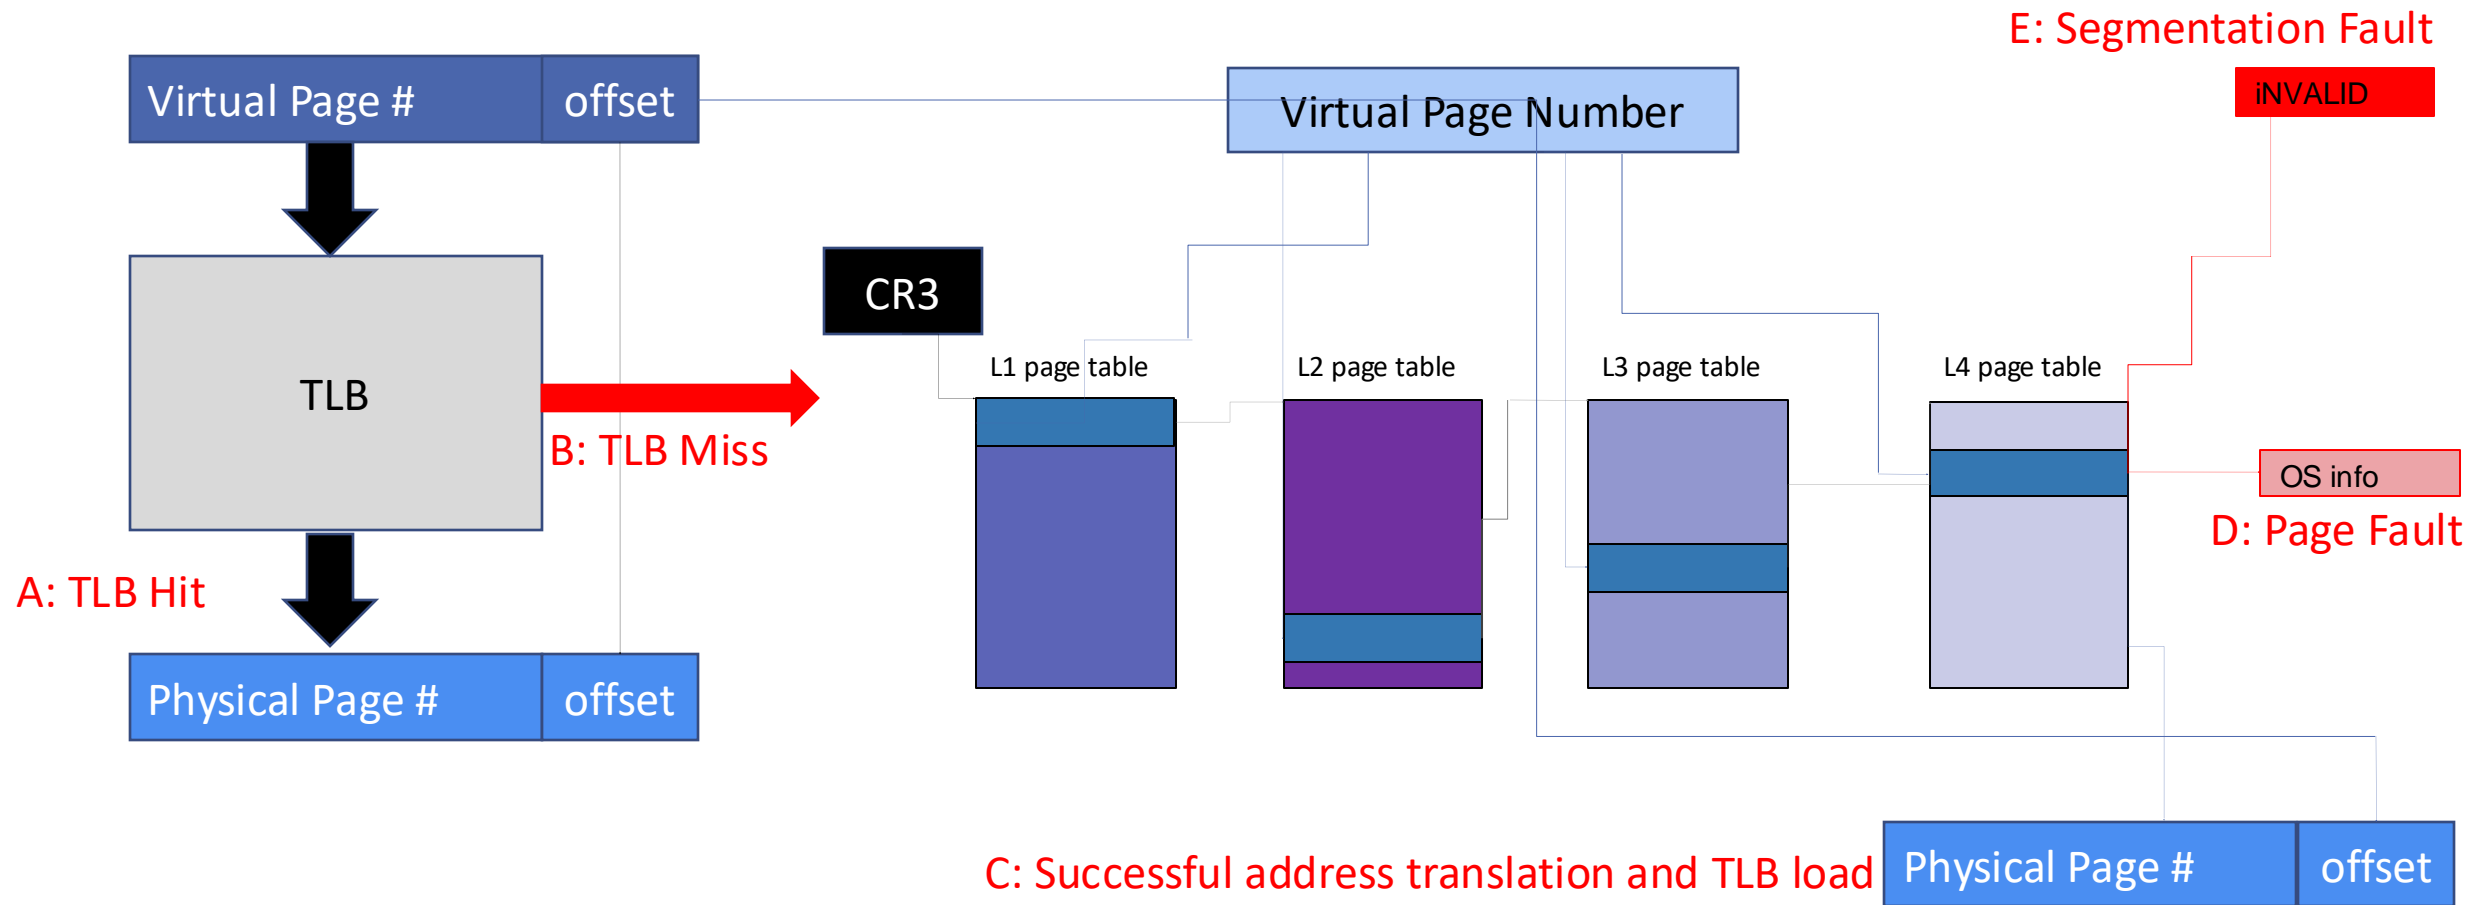 E: Segmentation Fault
Virtual Page # offset
Virtual Page Number
iNVALID
CR3
TLB
L1 page table
L2 page table
L3 page table
L4 page table
B: TLB Miss
OS info
D: Page Fault
A: TLB Hit
Physical Page # offset
C: Successful address translation and TLB load
Physical Page # offset